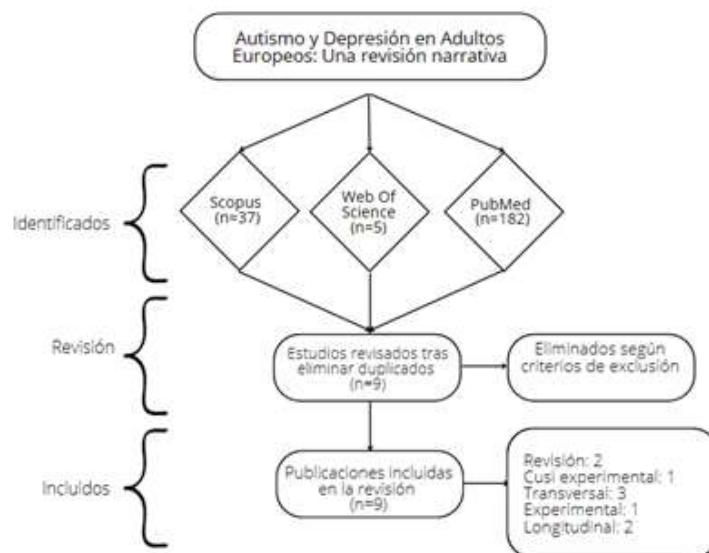 Autismo y Depresión en Adultos
Europeos: Una revisión narrativa
Identificados
Scopus
(n=37)
Web Of
Science
(n=5)
PubMed
(n=182)
Revisión
Estudios revisados tras
eliminar duplicados
(n=9)
Eliminados según
criterios de exclusión
Incluidos
Publicaciones incluidas
en la revisión
(n=9)
Revisión: 2
Cusi experimental: 1
Transversal: 3
Experimental: 1
Longitudinal: 2